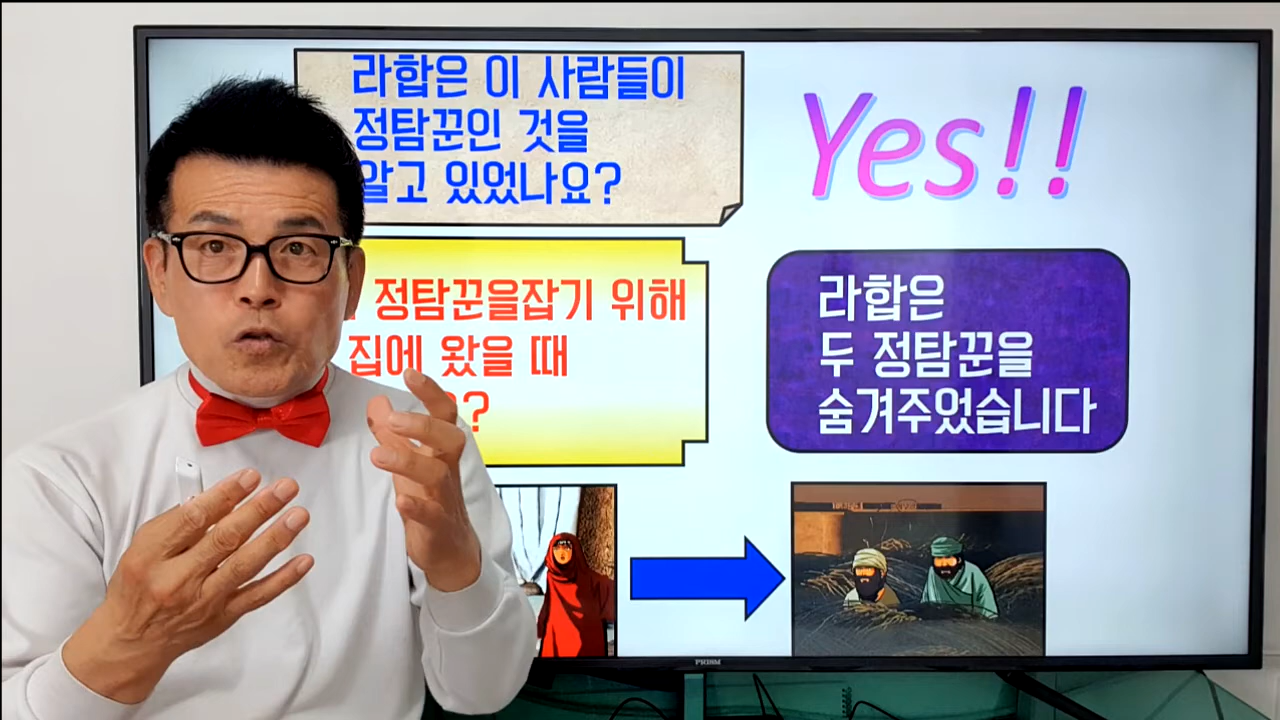 라합은 이 사람들이
정탐꾼인 것을
알고 있었나요?
Yes!!
정탐꾼을잡기 위해
집에 왔을 때
?
라합은
두 정탐꾼을
숨겨주었습니다
PRISM